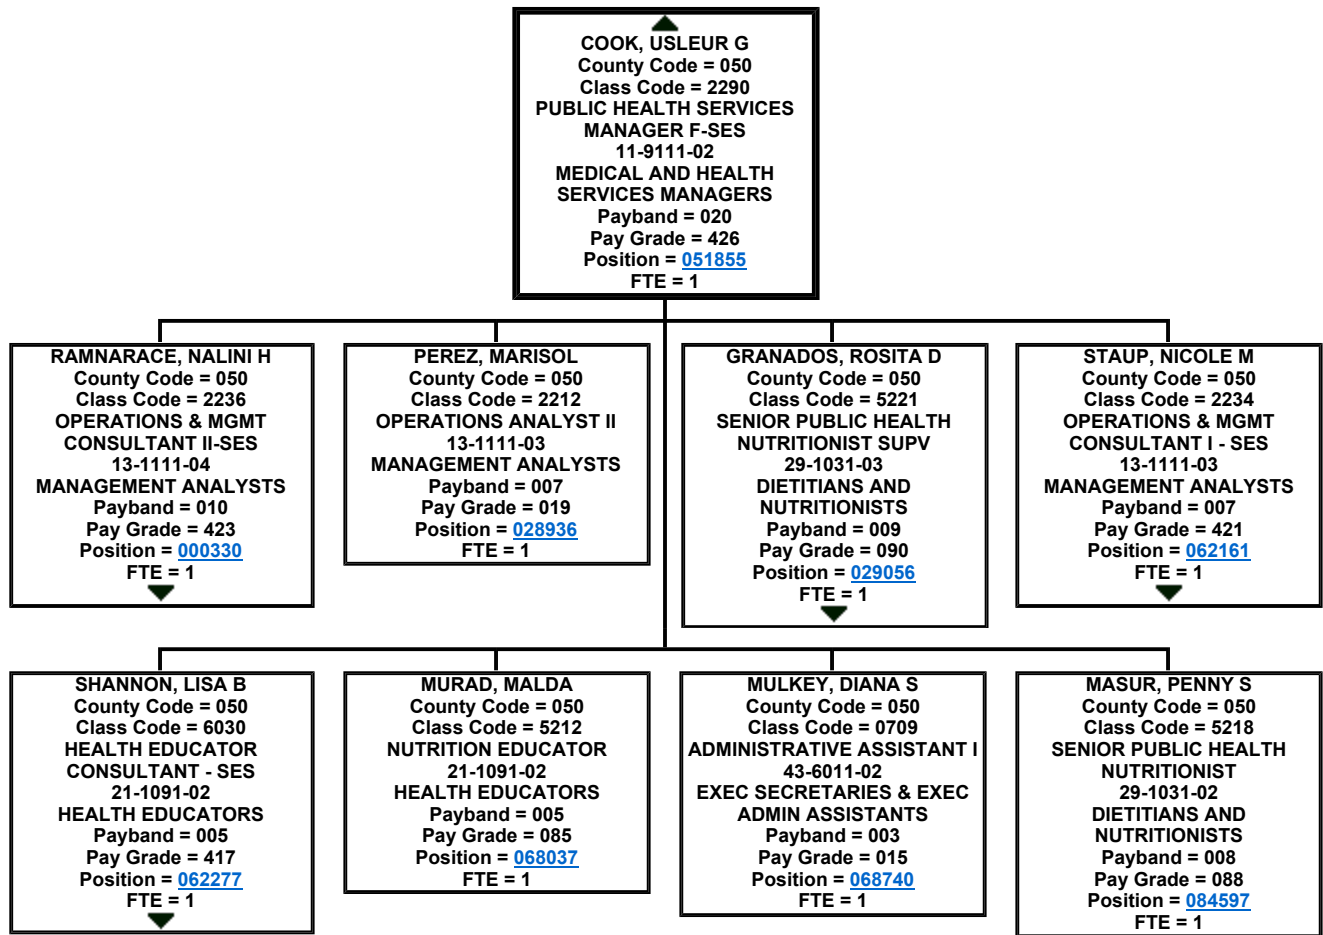 COOK, USLEUR G
County Code = 050
Class Code = 2290
PUBLIC HEALTH SERVICES
MANAGER F-SES
11-9111-02
MEDICAL AND HEALTH
SERVICES MANAGERS
Payband = 020
Pay Grade = 426
Position = 051855
FTE = 1
RAMNARACE, NALINI H
County Code = 050
Class Code = 2236
OPERATIONS & MGMT
CONSULTANT II-SES
13-1111-04
MANAGEMENT ANALYSTS
Payband = 010
Pay Grade = 423
Position = 000330
FTE = 1
PEREZ, MARISOL
County Code = 050
Class Code = 2212
OPERATIONS ANALYST II
13-1111-03
MANAGEMENT ANALYSTS
Payband = 007
Pay Grade = 019
Position = 028936
FTE = 1
GRANADOS, ROSITA D
County Code = 050
Class Code = 5221
SENIOR PUBLIC HEALTH
NUTRITIONIST SUPV
29-1031-03
DIETITIANS AND
NUTRITIONISTS
Payband = 009
Pay Grade = 090
Position = 029056
FTE = 1
STAUP, NICOLE M
County Code = 050
Class Code = 2234
OPERATIONS & MGMT
CONSULTANT I - SES
13-1111-03
MANAGEMENT ANALYSTS
Payband = 007
Pay Grade = 421
Position = 062161
FTE = 1
SHANNON, LISA B
County Code = 050
Class Code = 6030
HEALTH EDUCATOR
CONSULTANT - SES
21-1091-02
HEALTH EDUCATORS
Payband = 005
Pay Grade = 417
Position = 062277
FTE = 1
MURAD, MALDA
County Code = 050
Class Code = 5212
NUTRITION EDUCATOR
21-1091-02
HEALTH EDUCATORS
Payband = 005
Pay Grade = 085
Position = 068037
FTE = 1
MULKEY, DIANA S
County Code = 050
Class Code = 0709
ADMINISTRATIVE ASSISTANT I
43-6011-02
EXEC SECRETARIES & EXEC
ADMIN ASSISTANTS
Payband = 003
Pay Grade = 015
Position = 068740
FTE = 1
MASUR, PENNY S
County Code = 050
Class Code = 5218
SENIOR PUBLIC HEALTH
NUTRITIONIST
29-1031-02
DIETITIANS AND
NUTRITIONISTS
Payband = 008
Pay Grade = 088
Position = 084597
FTE = 1